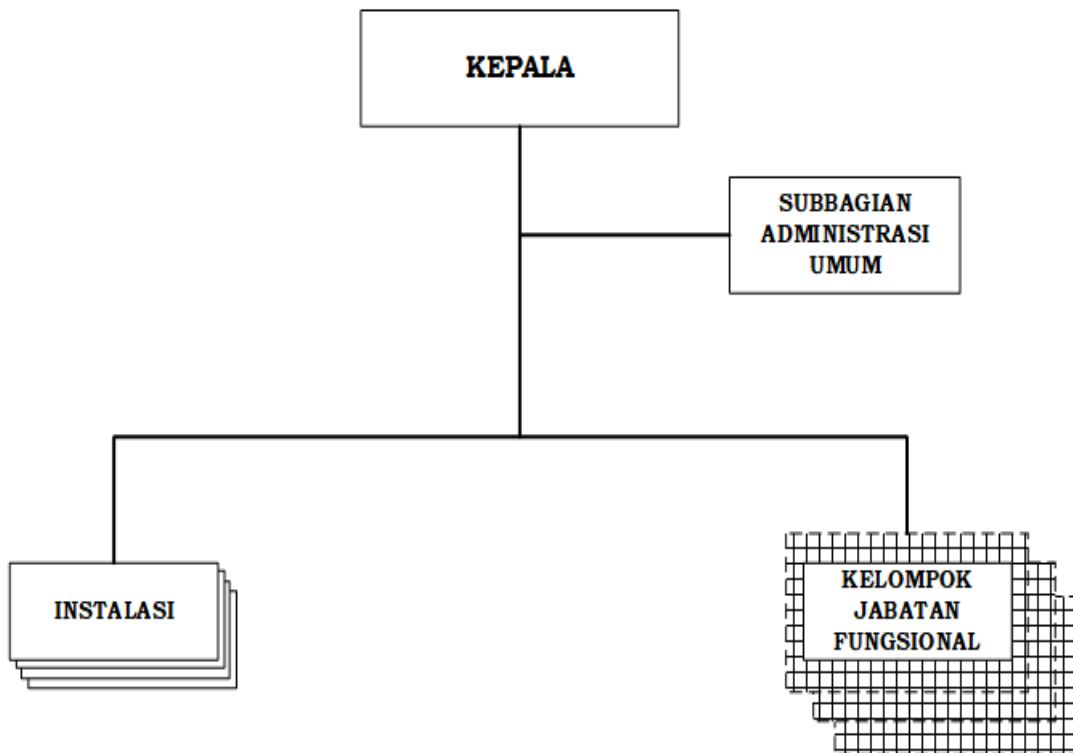 KEPALA
SUBBAGIAN
ADMINISTRASI
UMUM
INSTALASI
KELOMPOK
JABATAN
FUNGSIONAL